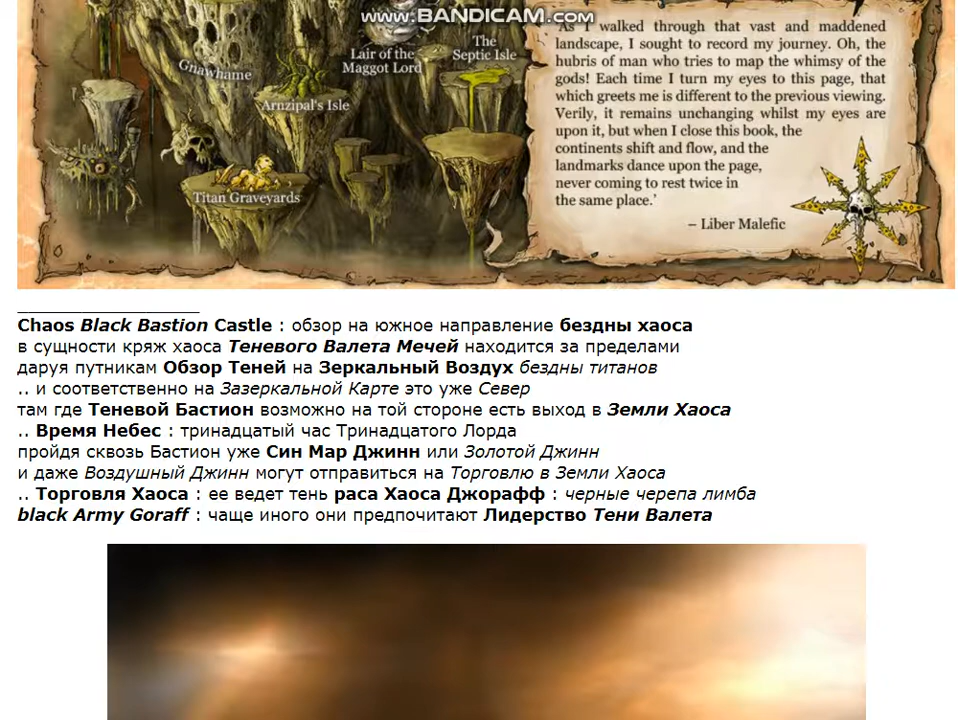 WWW.BANDICAM.COM
Gnawhame
Lair of the
Maggot Lord
The
Septic Isle
Arnzipal's Isle
Titan Graveyards
'As I walked through that vast and maddened
landscape, I sought to record my journey. Oh, the
hubris of man who tries to map the whimsy of the
gods! Each time I turn my eyes to this page, that
which greets me is different to the previous viewing.
Verily, it remains unchanging whilst my eyes are
upon it, but when I close this book, the
continents shift and flow, and the
landmarks dance upon the page,
never coming to rest twice in
the same place.'
– Liber Malefic
Chaos Black Bastion Castle : обзор на южное направление бездны хаоса
в сущности кряж хаоса Теневого Валета Мечей находится за пределами
даруя путникам Обзор Теней на Зеркальный Воздух бездны титанов
.. и соответственно на Зазеркальной Карте это уже Север
там где Теневой Бастион возможно на той стороне есть выход в Земли Хаоса
.. Время Небес : тринадцатый час Тринадцатого Лорда
пройдя сквозь Бастион уже Син Мар Джинн или Золотой Джинн
и даже Воздушный Джинн могут отправиться на Торговлю в Земли Хаоса
.. Торговля Хаоса : ее ведет тень раса Хаоса Джорафф : черные черепа лимба
black Army Goraff : чаще иного они предпочитают Лидерство Тени Валета